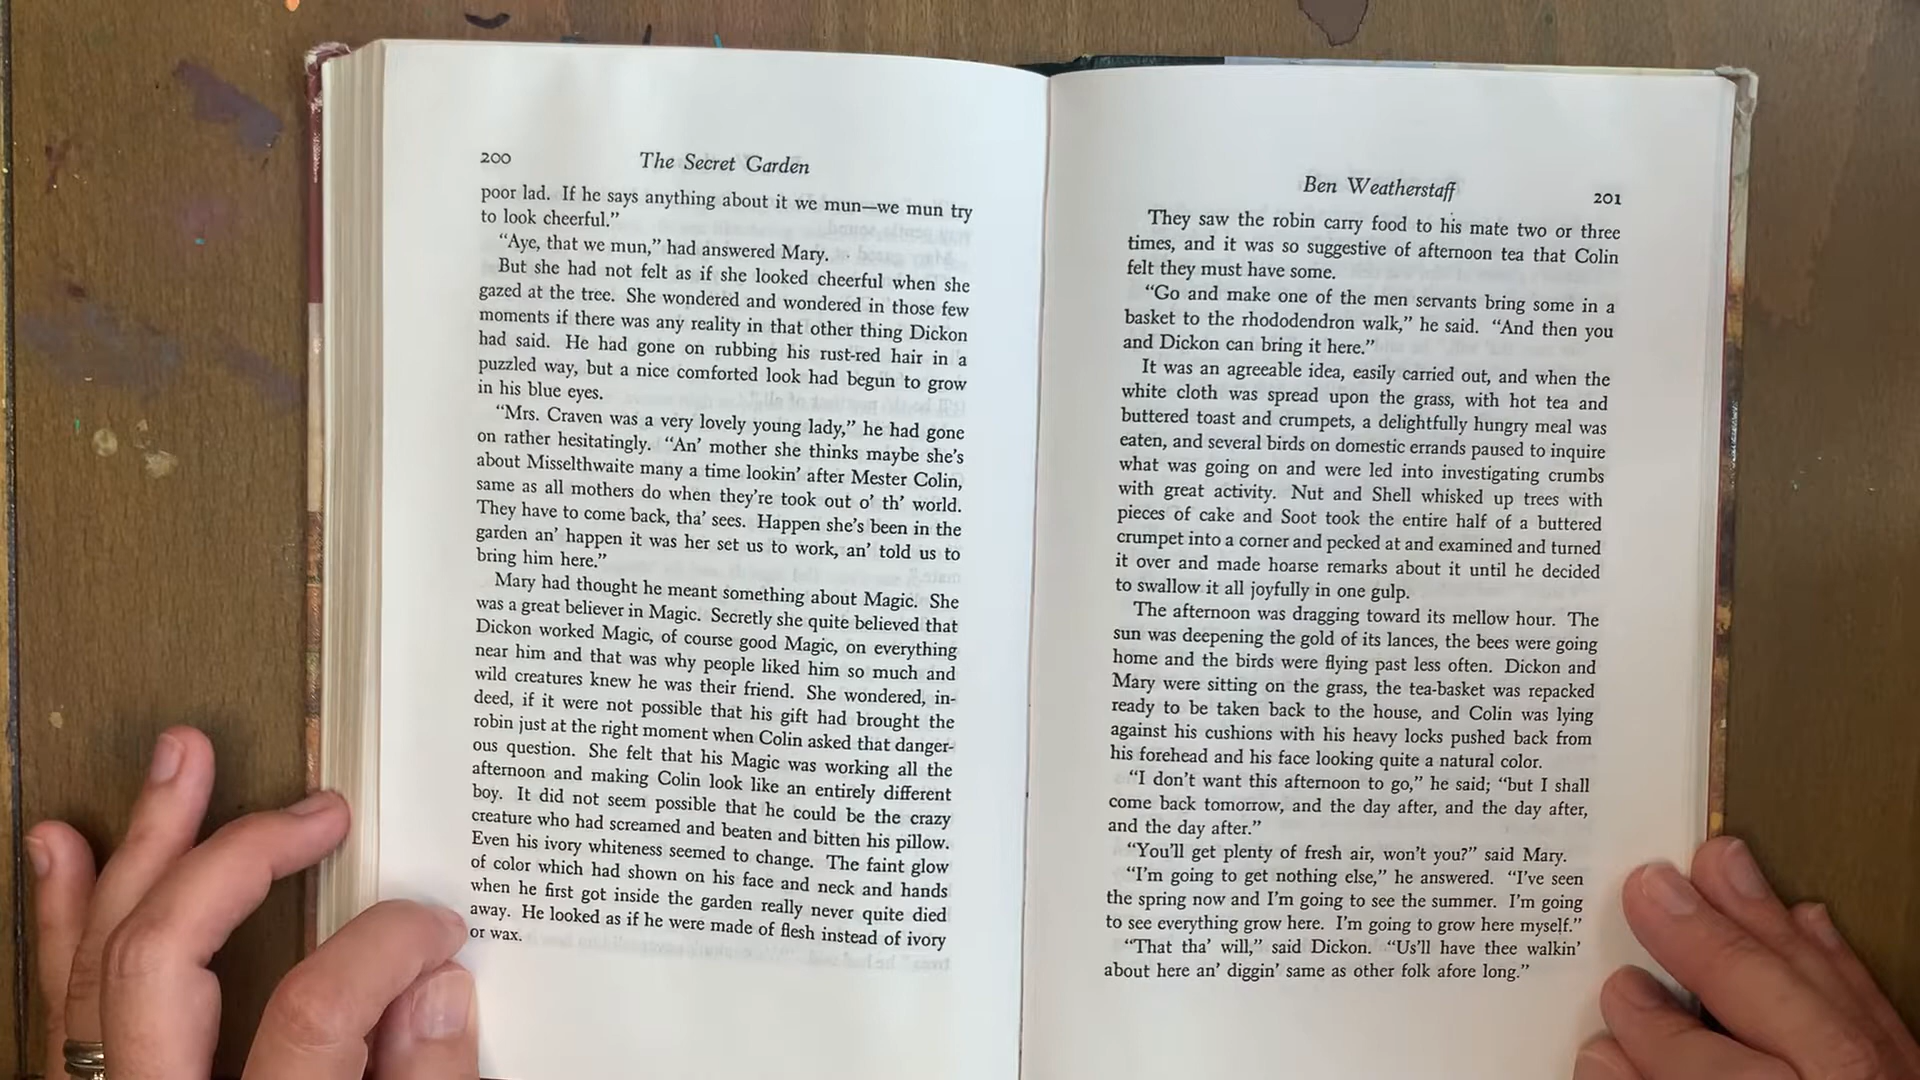 200 The Secret Garden
poor lad. If he says anything about it we mun—we mun try
to look cheerful.”
“Aye, that we mun,” had answered Mary.
But she had not felt as if she looked cheerful when she
gazed at the tree. She wondered and wondered in those few
moments if there was any reality in that other thing Dickon
had said. He had gone on rubbing his rust-red hair in a
puzzled way, but a nice comforted look had begun to grow
in his blue eyes.
“Mrs. Craven was a very lovely young lady,” he had gone
on rather hesitatingly. “An’ mother she thinks maybe she’s
about Misselthwaite many a time lookin’ after Mester Colin,
same as all mothers do when they’re took out o’ th’ world.
They have to come back, tha’ sees. Happen she’s been in the
garden an’ happen it was her set us to work, an’ told us to
bring him here.”
Mary had thought he meant something about Magic. She
was a great believer in Magic. Secretly she quite believed that
Dickon worked Magic, of course good Magic, on everything
near him and that was why people liked him so much and
wild creatures knew he was their friend. She wondered, in-
deed, if it were not possible that his gift had brought the
robin just at the right moment when Colin asked that danger-
ous question. She felt that his Magic was working all the
afternoon and making Colin look like an entirely different
boy. It did not seem possible that he could be the crazy
creature who had screamed and beaten and bitten his pillow.
Even his ivory whiteness seemed to change. The faint glow
of color which had shown on his face and neck and hands
when he first got inside the garden really never quite died
away. He looked as if he were made of flesh instead of ivory
or wax.
Ben Weatherstaff 201
They saw the robin carry food to his mate two or three
times, and it was so suggestive of afternoon tea that Colin
felt they must have some.
“Go and make one of the men servants bring some in a
basket to the rhododendron walk,” he said. “And then you
and Dickon can bring it here.”
It was an agreeable idea, easily carried out, and when the
white cloth was spread upon the grass, with hot tea and
buttered toast and crumpets, a delightfully hungry meal was
eaten, and several birds on domestic errands paused to inquire
what was going on and were led into investigating crumbs
with great activity. Nut and Shell whisked up trees with
pieces of cake and Soot took the entire half of a buttered
crumpet into a corner and pecked at and examined and turned
it over and made hoarse remarks about it until he decided
to swallow it all joyfully in one gulp.
The afternoon was dragging toward its mellow hour. The
sun was deepening the gold of its lances, the bees were going
home and the birds were flying past less often. Dickon and
Mary were sitting on the grass, the tea-basket was repacked
ready to be taken back to the house, and Colin was lying
against his cushions with his heavy locks pushed back from
his forehead and his face looking quite a natural color.
“I don’t want this afternoon to go,” he said; “but I shall
come back tomorrow, and the day after, and the day after,
and the day after.”
“You’ll get plenty of fresh air, won’t you?” said Mary.
“I’m going to get nothing else,” he answered. “I’ve seen
the spring now and I’m going to see the summer. I’m going
to see everything grow here. I’m going to grow here myself.”
“That tha’ will,” said Dickon. “Us’ll have thee walkin’
about here an’ diggin’ same as other folk afore long.”